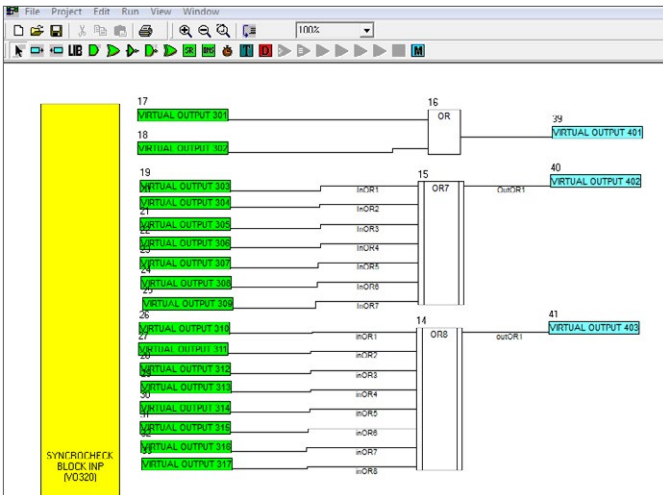 File Project Edit Run View Window
100%
LIB SR RMS T D M
17
VIRTUAL OUTPUT 301
16
OR
39
VIRTUAL OUTPUT 401
18
VIRTUAL OUTPUT 302
19
VIRTUAL OUTPUT 303
InOR1
15
OR7
OutOR1
40
VIRTUAL OUTPUT 402
VIRTUAL OUTPUT 304
InOR2
21
VIRTUAL OUTPUT 305
InOR3
22
VIRTUAL OUTPUT 306
InOR4
23
VIRTUAL OUTPUT 307
InOR5
24
VIRTUAL OUTPUT 308
InOR6
VIRTUAL OUTPUT 309
InOR7
26
VIRTUAL OUTPUT 310
inOR1
14
OR8
outOR1
41
VIRTUAL OUTPUT 403
27
VIRTUAL OUTPUT 311
inOR2
28
VIRTUAL OUTPUT 312
inOR3
VIRTUAL OUTPUT 313
inOR4
30
VIRTUAL OUTPUT 314
inOR5
VIRTUAL OUTPUT 315
inOR6
VIRTUAL OUTPUT 316
inOR7
VIRTUAL OUTPUT 317
inOR8
SYNCROCHECK
BLOCK INP
(VO320)